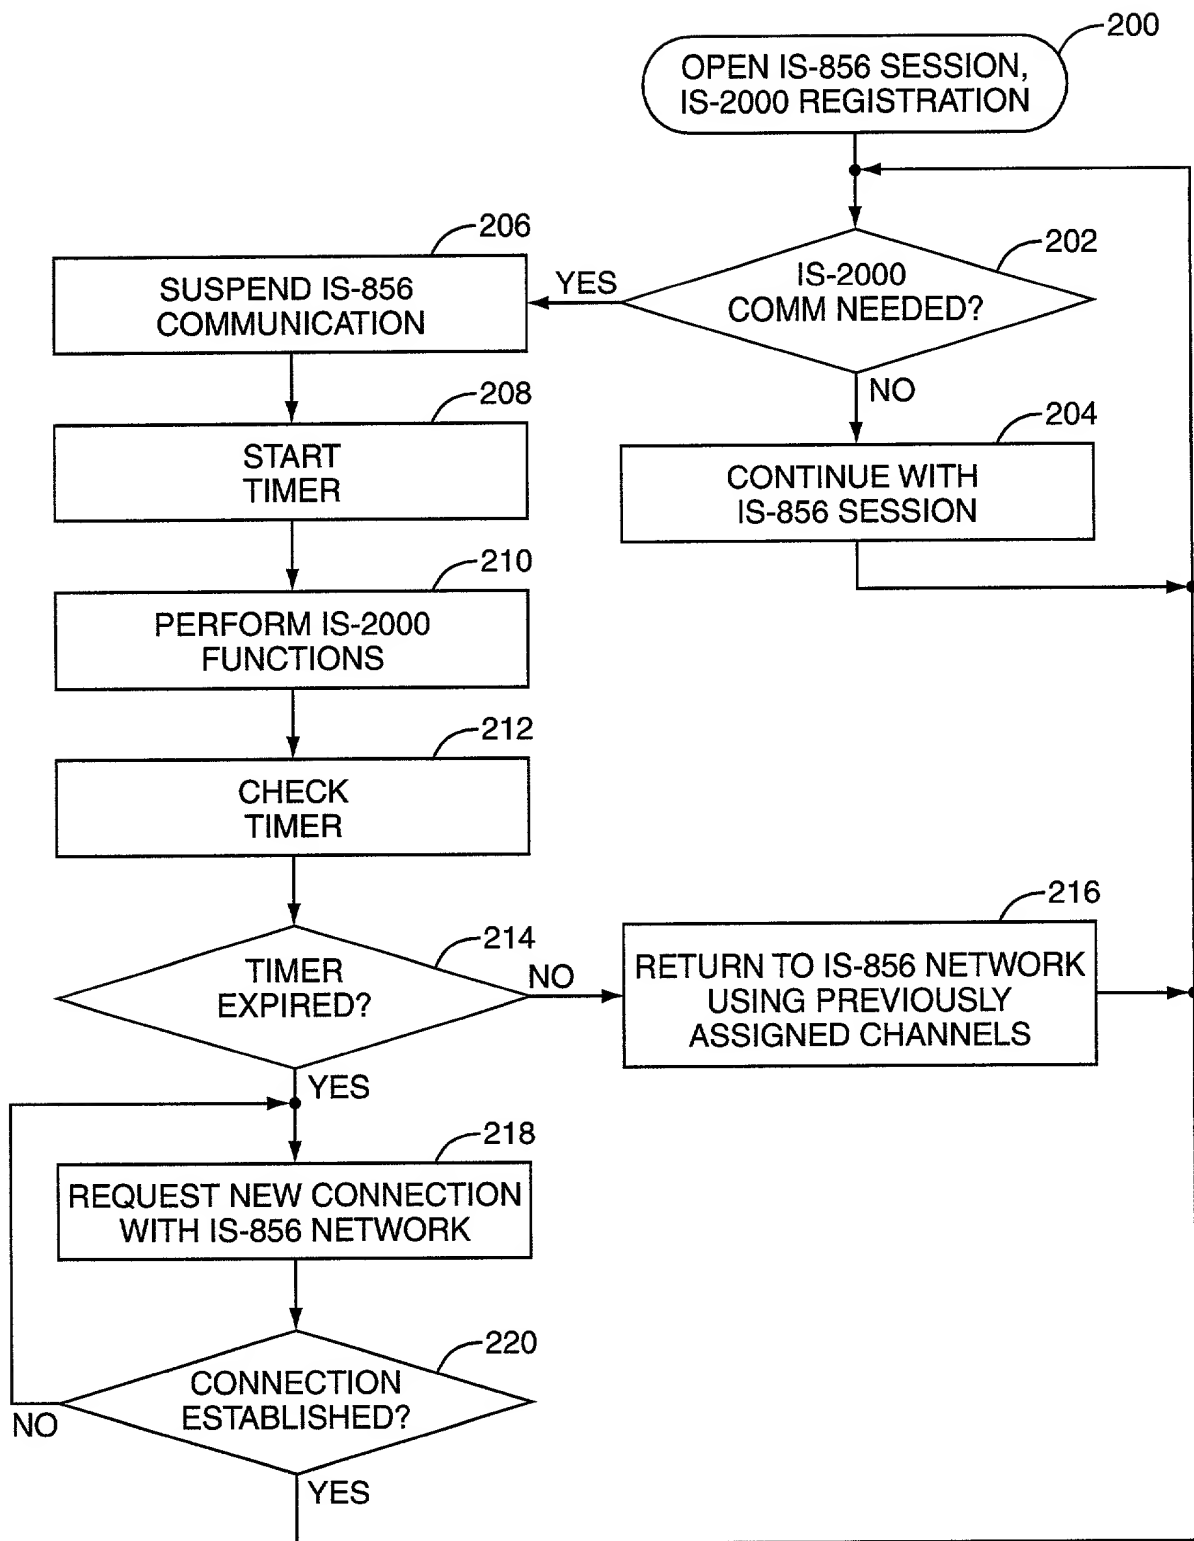 200
OPEN IS-856 SESSION,
IS-2000 REGISTRATION
202
IS-2000
COMM NEEDED?
YES
NO
206
SUSPEND IS-856
COMMUNICATION
204
CONTINUE WITH
IS-856 SESSION
208
START
TIMER
210
PERFORM IS-2000
FUNCTIONS
212
CHECK
TIMER
214
TIMER
EXPIRED?
NO
YES
216
RETURN TO IS-856 NETWORK
USING PREVIOUSLY
ASSIGNED CHANNELS
218
REQUEST NEW CONNECTION
WITH IS-856 NETWORK
220
CONNECTION
ESTABLISHED?
NO
YES